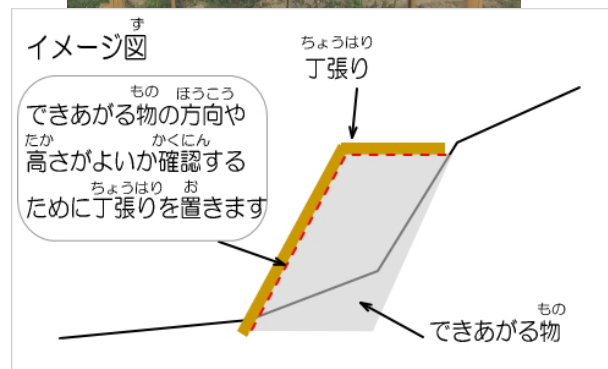 イメージ図
ず
ちょうはり
丁張り
もの ほうこう
できあがる物の方向や
たか かくにん
高さがよいか確認する
ちょうはり お
ために丁張りを置きます
もの
できあがる物